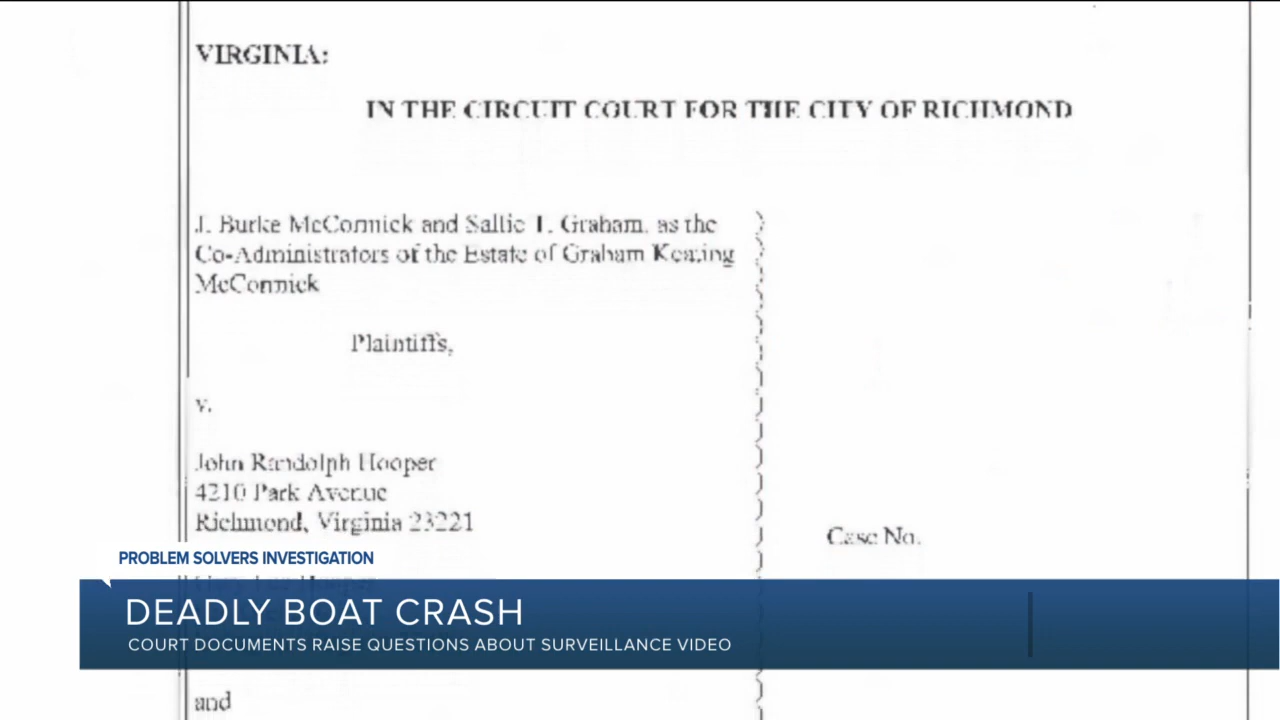 VIRGINIA:
IN THE CIRCUIT COURT FOR THE CITY OF RICHMOND
J. Burke McCormick and Sallie T. Graham, as the
Co-Administrators of the Estate of Graham Keating
McCormick
Plaintiffs,
v.
John Randolph Hooper
4210 Park Avenue
Richmond, Virginia 23221
Case No.
PROBLEM SOLVERS INVESTIGATION
DEADLY BOAT CRASH
COURT DOCUMENTS RAISE QUESTIONS ABOUT SURVEILLANCE VIDEO
and